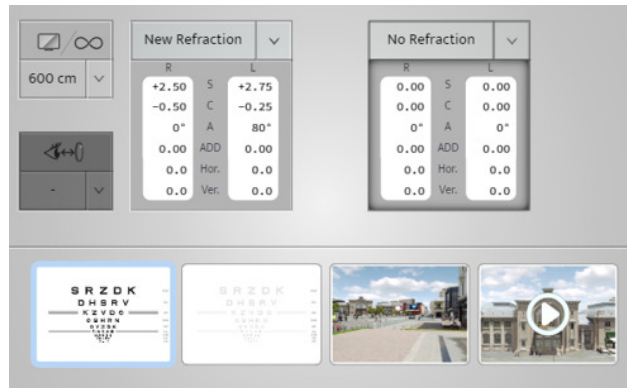 ∞
600 cm
-
New Refraction
R L
+2.50 S +2.75
-0.50 C -0.25
0° A 80°
0.00 ADD 0.00
0.0 Hor. 0.0
0.0 Ver. 0.0
No Refraction
R L
0.00 S 0.00
0.00 C 0.00
0° A 0°
0.00 ADD 0.00
0.0 Hor. 0.0
0.0 Ver. 0.0
S R Z D K
D H S R V
K Z V D C
S R Z D K
D H S R V